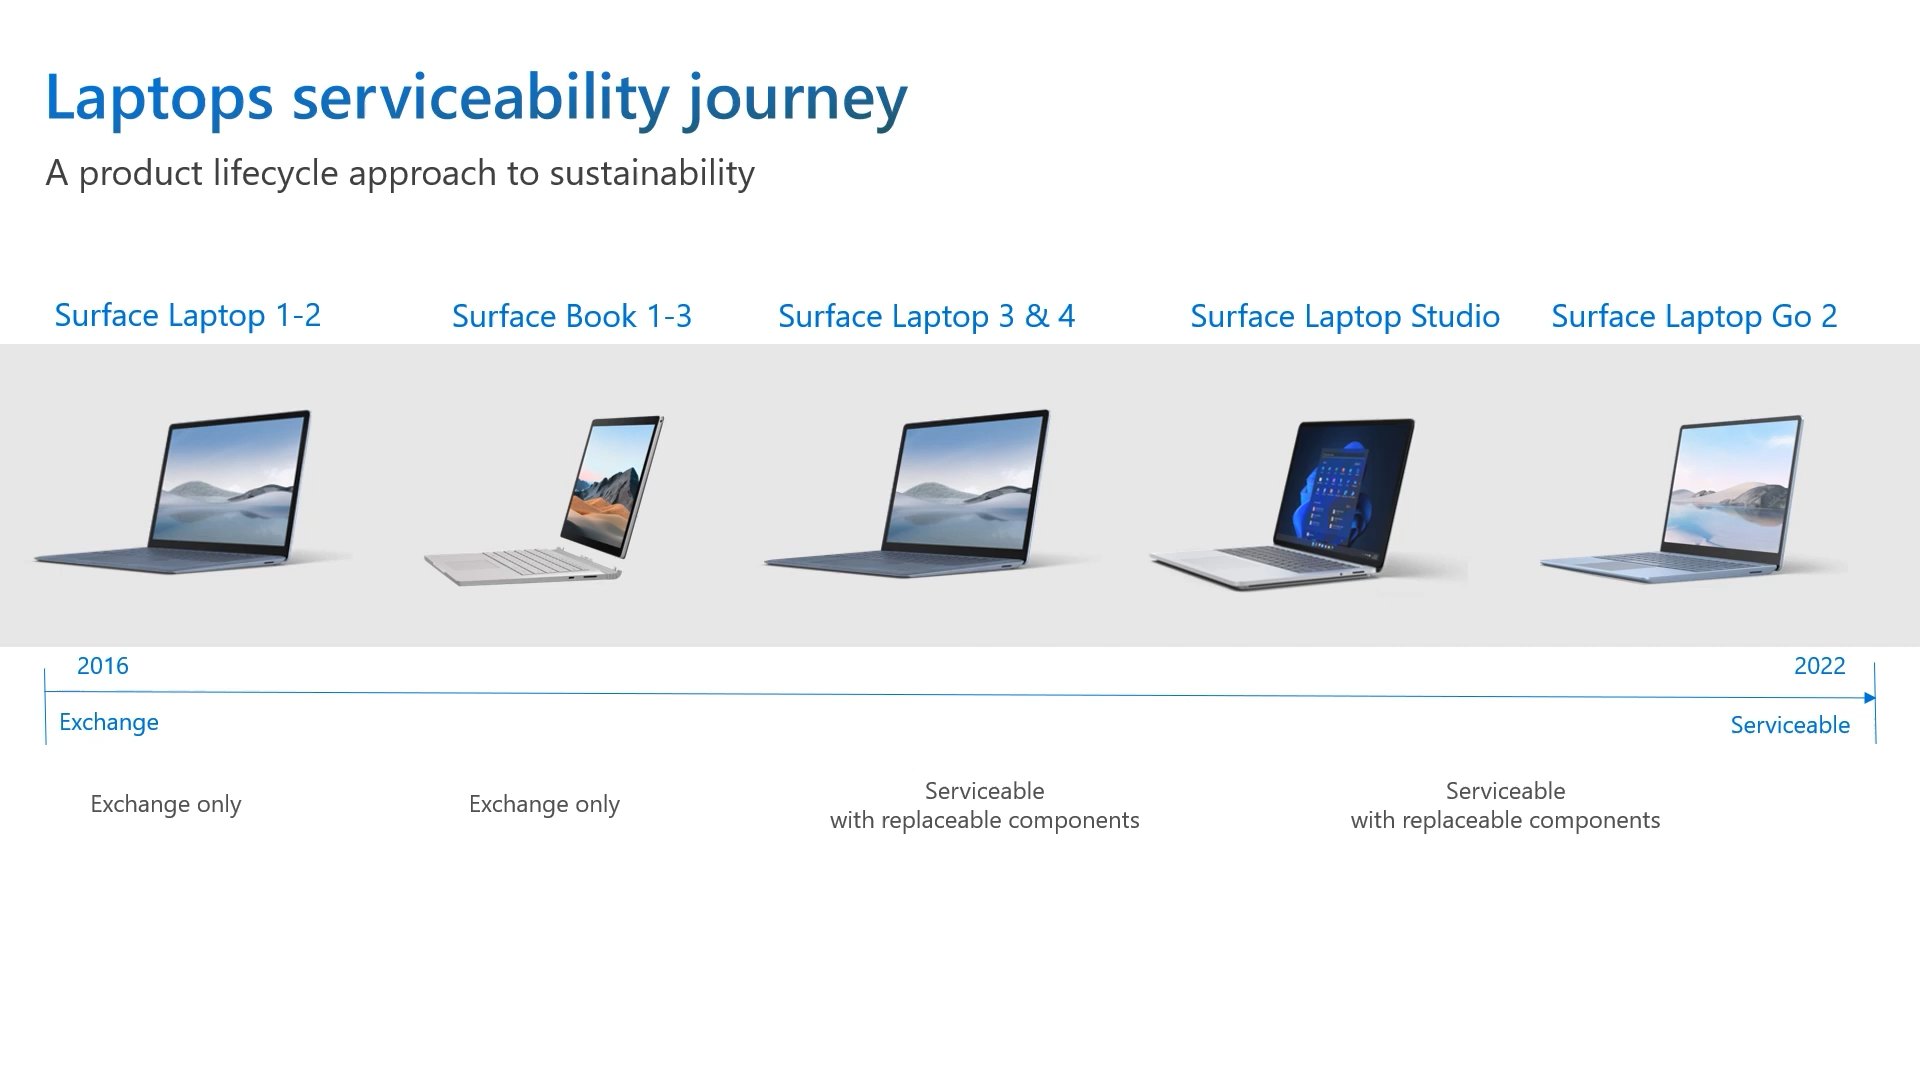 Laptops serviceability journey
A product lifecycle approach to sustainability
Surface Laptop 1-2
Surface Book 1-3
Surface Laptop 3 & 4
Surface Laptop Studio
Surface Laptop Go 2
2016
2022
Exchange
Serviceable
Exchange only
Exchange only
Serviceable
with replaceable components
Serviceable
with replaceable components